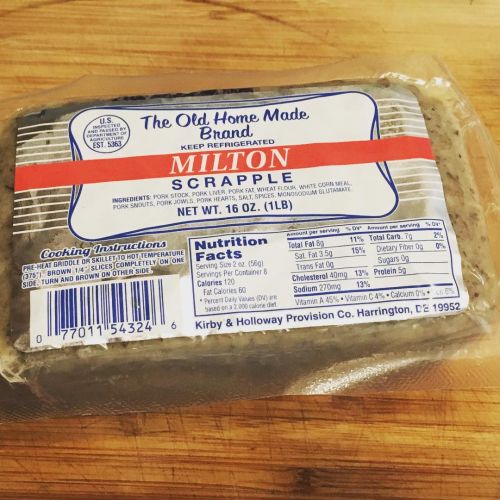 U.S.
INSPECTED
AND PASSED BY
DEPARTMENT OF
AGRICULTURE
EST. 5363
The Old Home Made
Brand
KEEP REFRIGERATED
MILTON
SCRAPPLE
INGREDIENTS: PORK STOCK, PORK LIVER, PORK FAT, WHEAT FLOUR, WHITE CORN MEAL,
PORK SNOUTS, PORK JOWLS, PORK HEARTS, SALT, SPICES, MONOSODIUM GLUTAMATE.
NET WT. 16 OZ. (1LB)
Cooking Instructions
PRE-HEAT GRIDDLE OR SKILLET TO HOT TEMPERATURE
(375°). BROWN 1/4" SLICES COMPLETELY ON ONE
SIDE. TURN AND BROWN ON OTHER SIDE.
0 77011 54324 6
Nutrition
Facts
Serving Size 2 oz. (56g)
Servings Per Container 8
Calories 120
Fat Calories 60
* Percent Daily Values (DV) are
based on a 2,000 calorie diet.
Amount per serving % DV*
Total Fat 8g 11%
Sat. Fat 3.5g 15%
Trans Fat 0g
Cholesterol 40mg 13%
Sodium 270mg 13%
Amount per serving % DV*
Total Carb. 7g 2%
Dietary Fiber 0g 0%
Sugars 0g
Protein 5g
Vitamin A 45% • Vitamin C 4% • Calcium 0% •
Kirby & Holloway Provision Co. Harrington, DE 19952